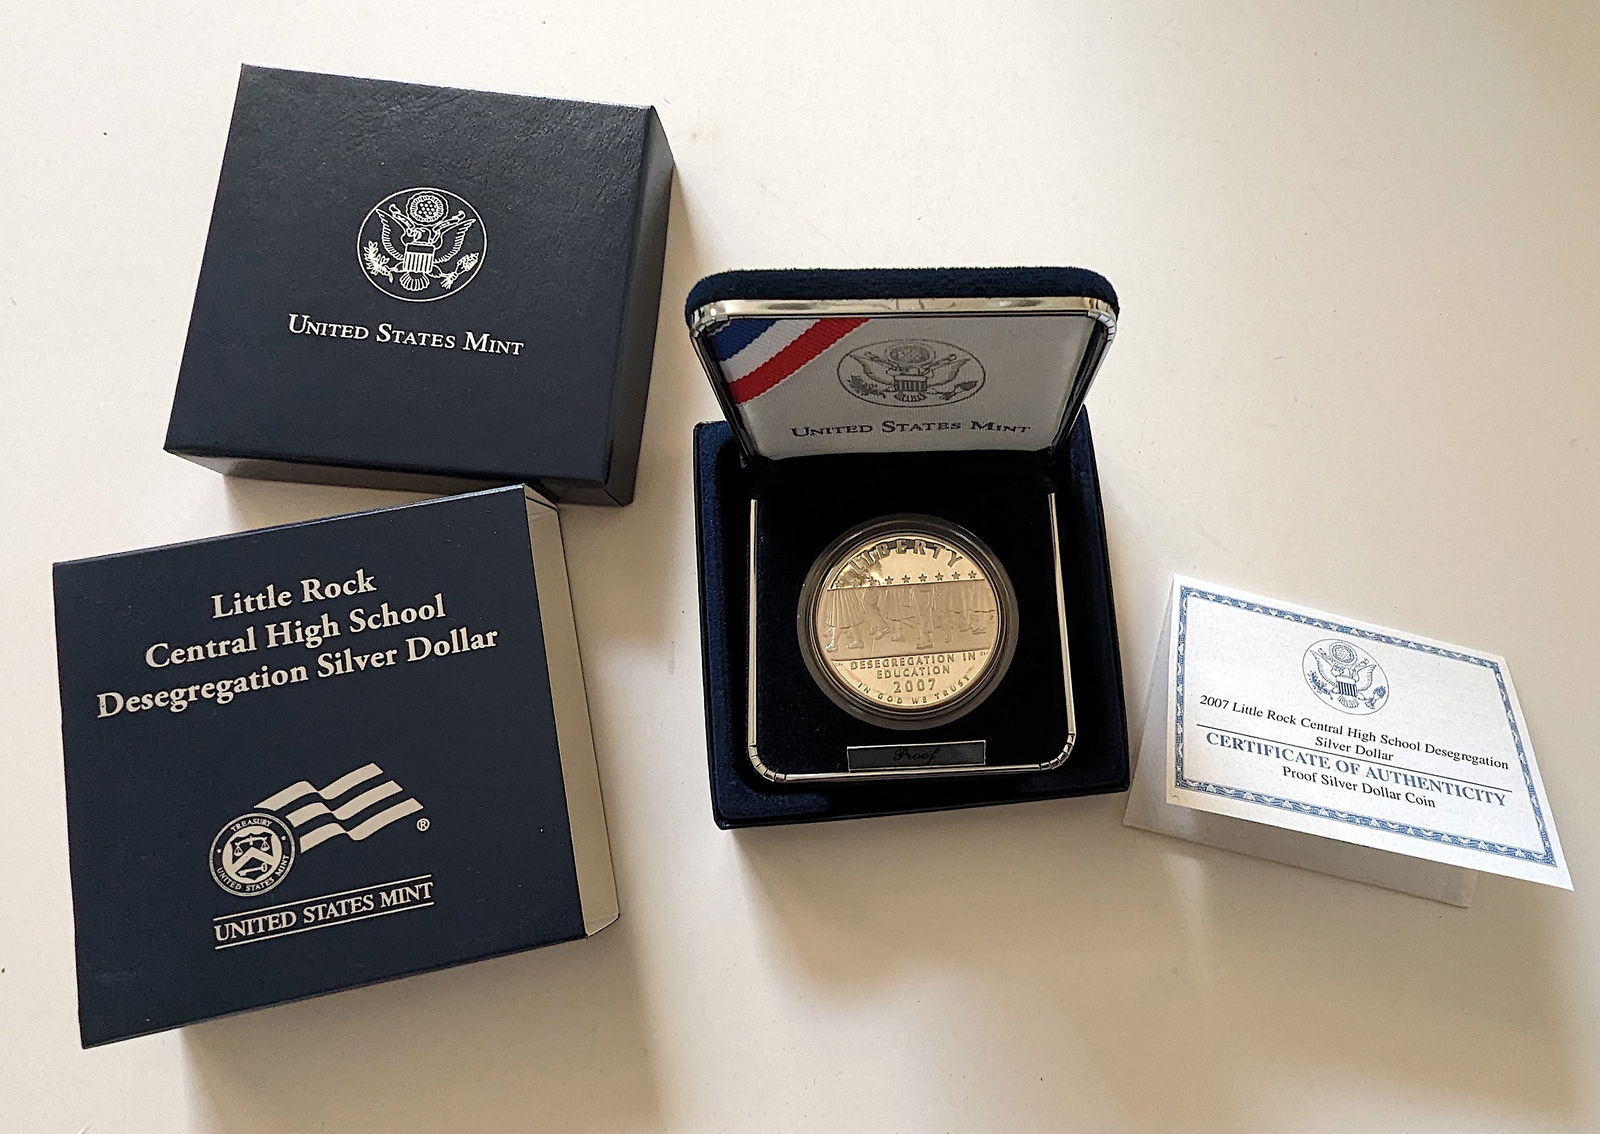 UNITED STATES MINT
Little Rock
Central High School
Desegregation Silver Dollar
TREASURY
UNITED STATES MINT
®
UNITED STATES MINT
UNITED STATES MINT
LIBERTY
DESEGREGATION IN
EDUCATION
2007
IN GOD WE TRUST
Proof
2007 Little Rock Central High School Desegregation
Silver Dollar
CERTIFICATE OF AUTHENTICITY
Proof Silver Dollar Coin